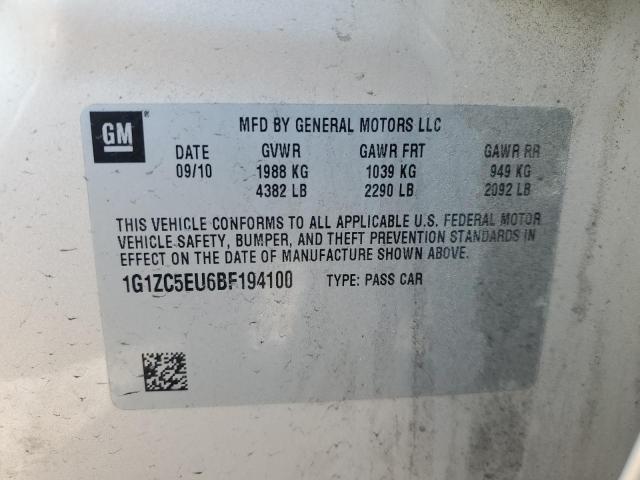 GM®
MFD BY GENERAL MOTORS LLC
DATE GVWR GAWR FRT GAWR RR
09/10 1988 KG 1039 KG 949 KG
4382 LB 2290 LB 2092 LB
THIS VEHICLE CONFORMS TO ALL APPLICABLE U.S. FEDERAL MOTOR
VEHICLE SAFETY, BUMPER, AND THEFT PREVENTION STANDARDS IN
EFFECT ON THE DATE OF MANUFACTURE SHOWN ABOVE.
1G1ZC5EU6BF194100 TYPE: PASS CAR